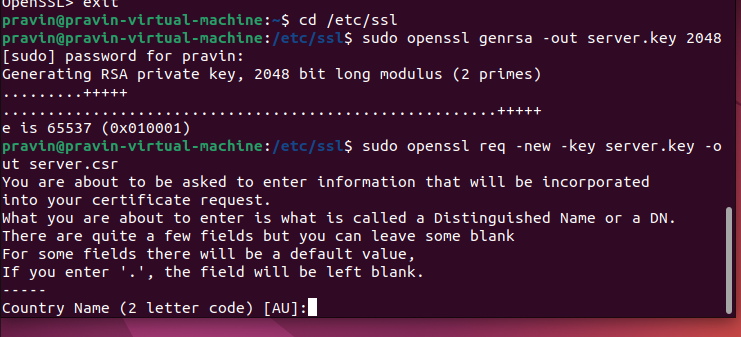 OpenSSL> exit
pravin@pravin-virtual-machine:~$ cd /etc/ssl
pravin@pravin-virtual-machine:/etc/ssl$ sudo openssl genrsa -out server.key 2048
[sudo] password for pravin:
Generating RSA private key, 2048 bit long modulus (2 primes)
.........+++++
.......................................................+++++
e is 65537 (0x010001)
pravin@pravin-virtual-machine:/etc/ssl$ sudo openssl req -new -key server.key -o
ut server.csr
You are about to be asked to enter information that will be incorporated
into your certificate request.
What you are about to enter is what is called a Distinguished Name or a DN.
There are quite a few fields but you can leave some blank
For some fields there will be a default value,
If you enter '.', the field will be left blank.
-----
Country Name (2 letter code) [AU]: